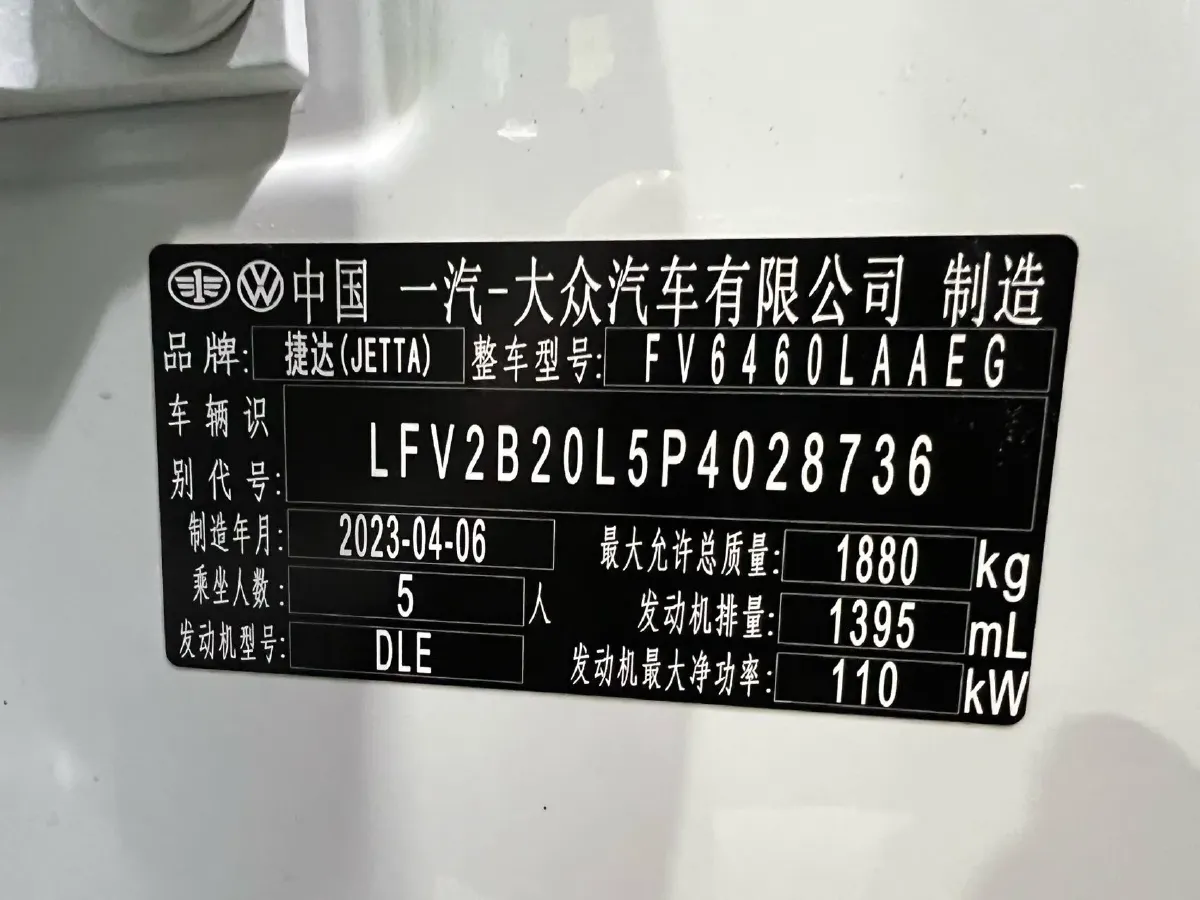 中国 一汽-大众汽车有限公司 制造
品牌: 捷达(JETTA) 整车型号: FV6460LAAEG
车辆识别代号: LFV2B20L5P4028736
制造年月: 2023-04-06 最大允许总质量: 1880 kg
乘坐人数: 5 人 发动机排量: 1395 mL
发动机型号: DLE 发动机最大净功率: 110 kW